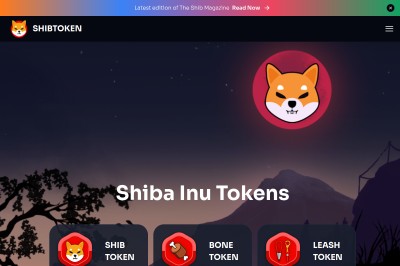 Latest edition of The Shib Magazine Read Now →
SHIBTOKEN
Shiba Inu Tokens
SHIB
TOKEN
BONE
TOKEN
LEASH
TOKEN